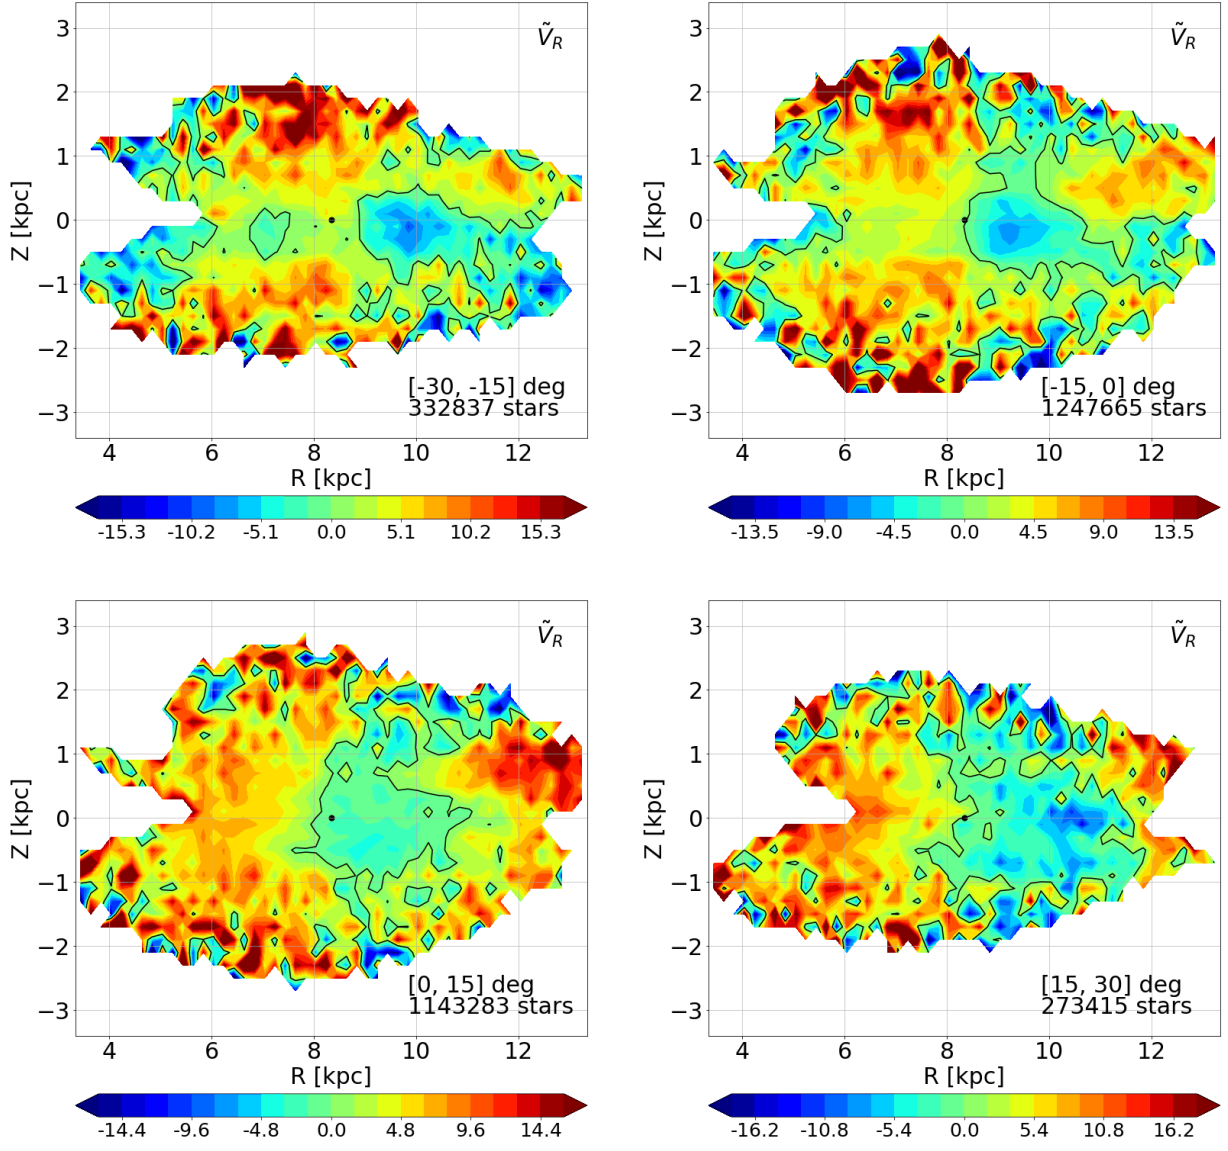 3
2
1
0
−1
−2
−3
Z [kpc]
Ṽ_R
[-30, -15] deg
332837 stars
4 6 8 10 12
R [kpc]
-15.3 -10.2 -5.1 0.0 5.1 10.2 15.3
3
2
1
0
−1
−2
−3
Z [kpc]
Ṽ_R
[-15, 0] deg
1247665 stars
4 6 8 10 12
R [kpc]
-13.5 -9.0 -4.5 0.0 4.5 9.0 13.5
3
2
1
0
−1
−2
−3
Z [kpc]
Ṽ_R
[0, 15] deg
1143283 stars
4 6 8 10 12
R [kpc]
-14.4 -9.6 -4.8 0.0 4.8 9.6 14.4
3
2
1
0
−1
−2
−3
Z [kpc]
Ṽ_R
[15, 30] deg
273415 stars
4 6 8 10 12
R [kpc]
-16.2 -10.8 -5.4 0.0 5.4 10.8 16.2